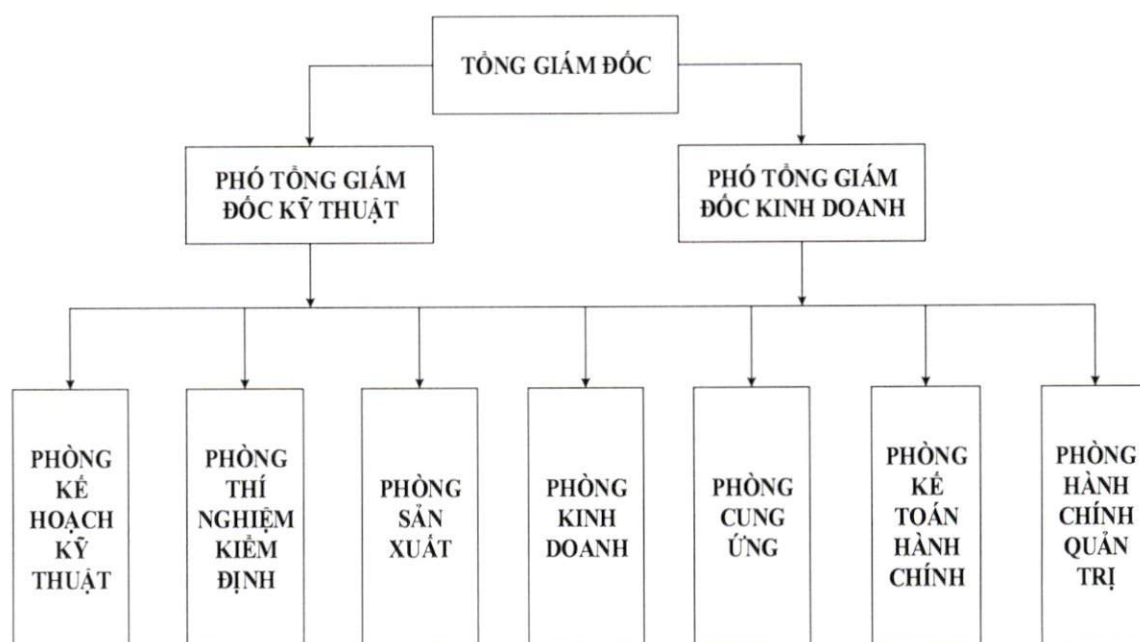 TỔNG GIÁM ĐỐC
PHÓ TỔNG GIÁM
ĐỐC KỸ THUẬT
PHÓ TỔNG GIÁM
ĐỐC KINH DOANH
PHÒNG
KẾ
HOẠCH
KỸ
THUẬT
PHÒNG
THÍ
NGHIỆM
KIỂM
ĐỊNH
PHÒNG
SẢN
XUẤT
PHÒNG
KINH
DOANH
PHÒNG
CUNG
ỨNG
PHÒNG
KẾ
TOÁN
HÀNH
CHÍNH
PHÒNG
HÀNH
CHÍNH
QUẢN
TRỊ